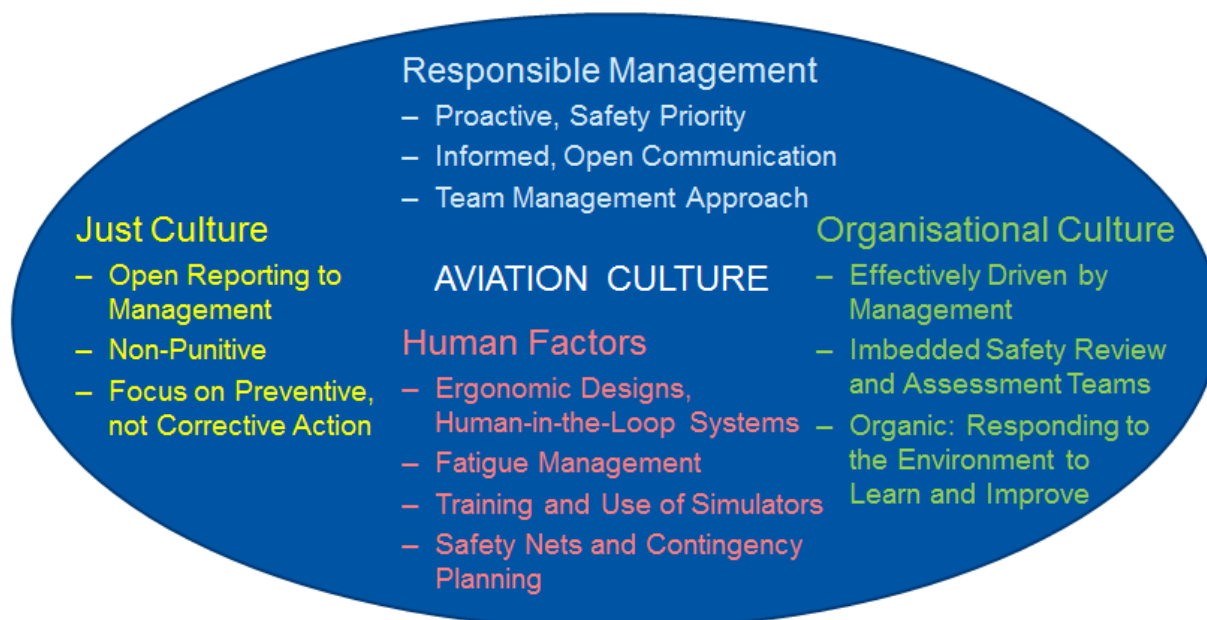 Responsible Management
– Proactive, Safety Priority
– Informed, Open Communication
– Team Management Approach
Just Culture
– Open Reporting to
Management
– Non-Punitive
– Focus on Preventive,
not Corrective Action
AVIATION CULTURE
Human Factors
– Ergonomic Designs,
Human-in-the-Loop Systems
– Fatigue Management
– Training and Use of Simulators
– Safety Nets and Contingency
Planning
Organisational Culture
– Effectively Driven by
Management
– Imbedded Safety Review
and Assessment Teams
– Organic: Responding to
the Environment to
Learn and Improve